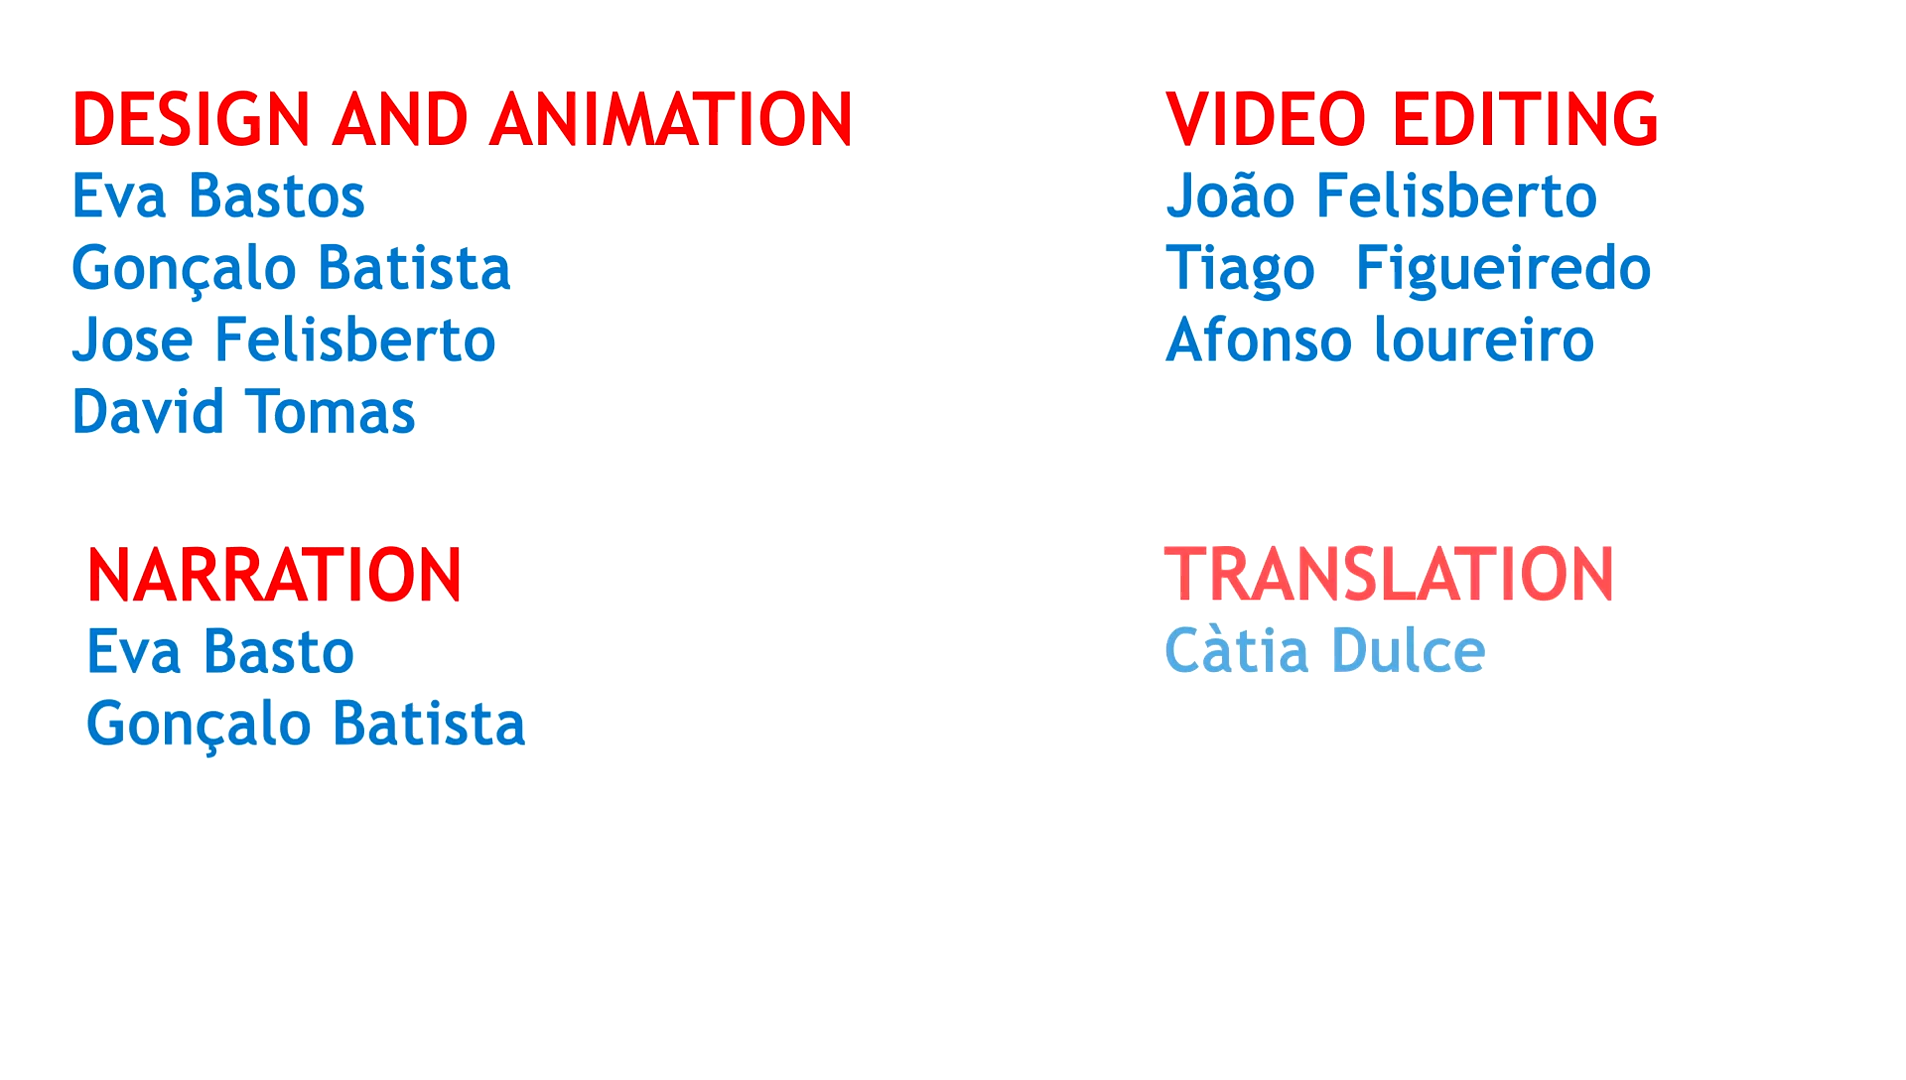 DESIGN AND ANIMATION
Eva Bastos
Gonçalo Batista
Jose Felisberto
David Tomas
VIDEO EDITING
João Felisberto
Tiago  Figueiredo
Afonso loureiro
NARRATION
Eva Basto
Gonçalo Batista
TRANSLATION
Càtia Dulce